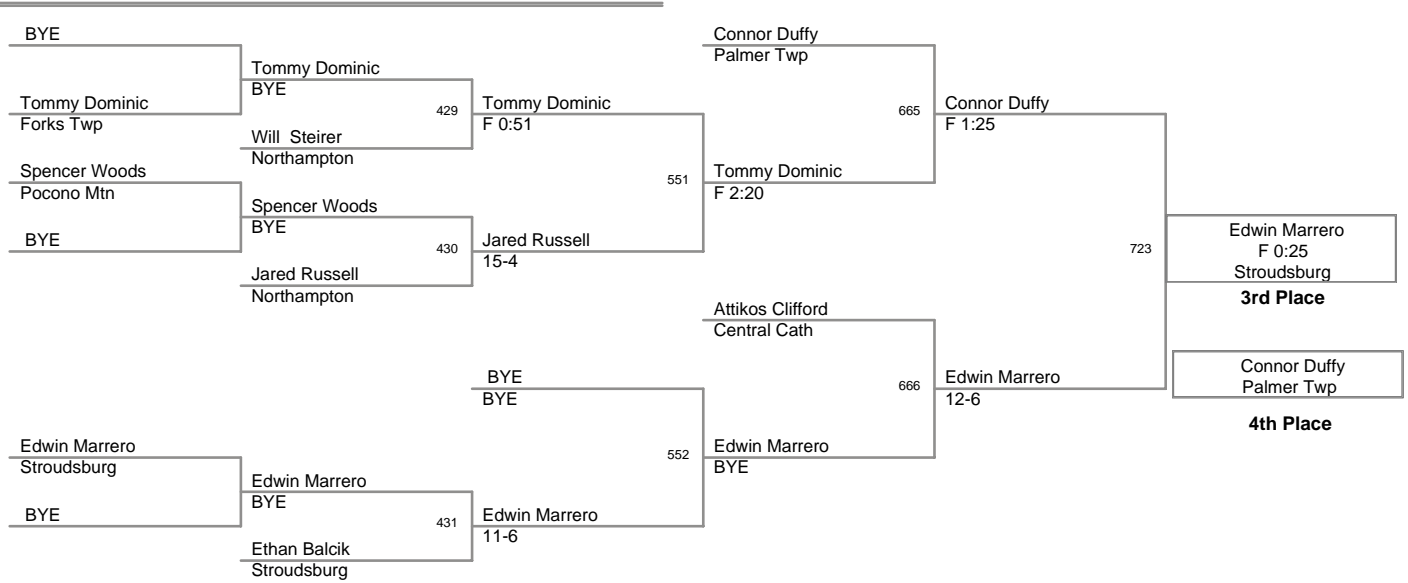 BYE
Tommy Dominic
BYE
Tommy Dominic
Forks Twp
429
Will  Steirer
Northampton
Tommy Dominic
F 0:51
Spencer Woods
Pocono Mtn
Spencer Woods
BYE
BYE
430
Jared Russell
Northampton
Jared Russell
15-4
551
Tommy Dominic
F 2:20
Connor Duffy
Palmer Twp
665
Connor Duffy
F 1:25
Attikos Clifford
Central Cath
BYE
BYE
666
Edwin Marrero
12-6
Edwin Marrero
Stroudsburg
Edwin Marrero
BYE
BYE
431
Ethan Balcik
Stroudsburg
Edwin Marrero
11-6
552
Edwin Marrero
BYE
723
Edwin Marrero
F 0:25
Stroudsburg
3rd Place
Connor Duffy
Palmer Twp
4th Place